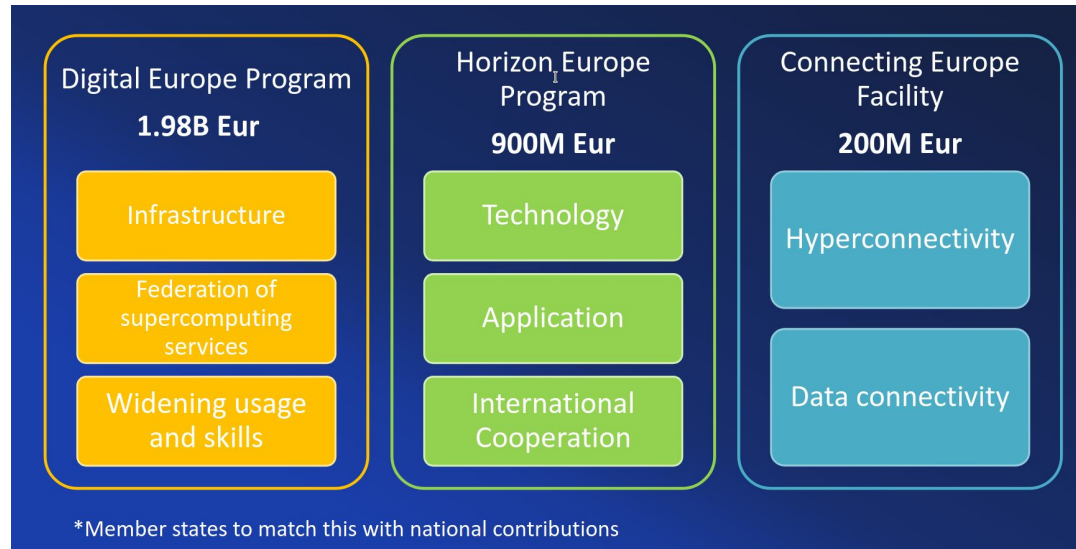 Digital Europe Program
1.98B Eur
Infrastructure
Federation of
supercomputing
services
Widening usage
and skills
Horizon Europe
Program
900M Eur
Technology
Application
International
Cooperation
Connecting Europe
Facility
200M Eur
Hyperconnectivity
Data connectivity
*Member states to match this with national contributions